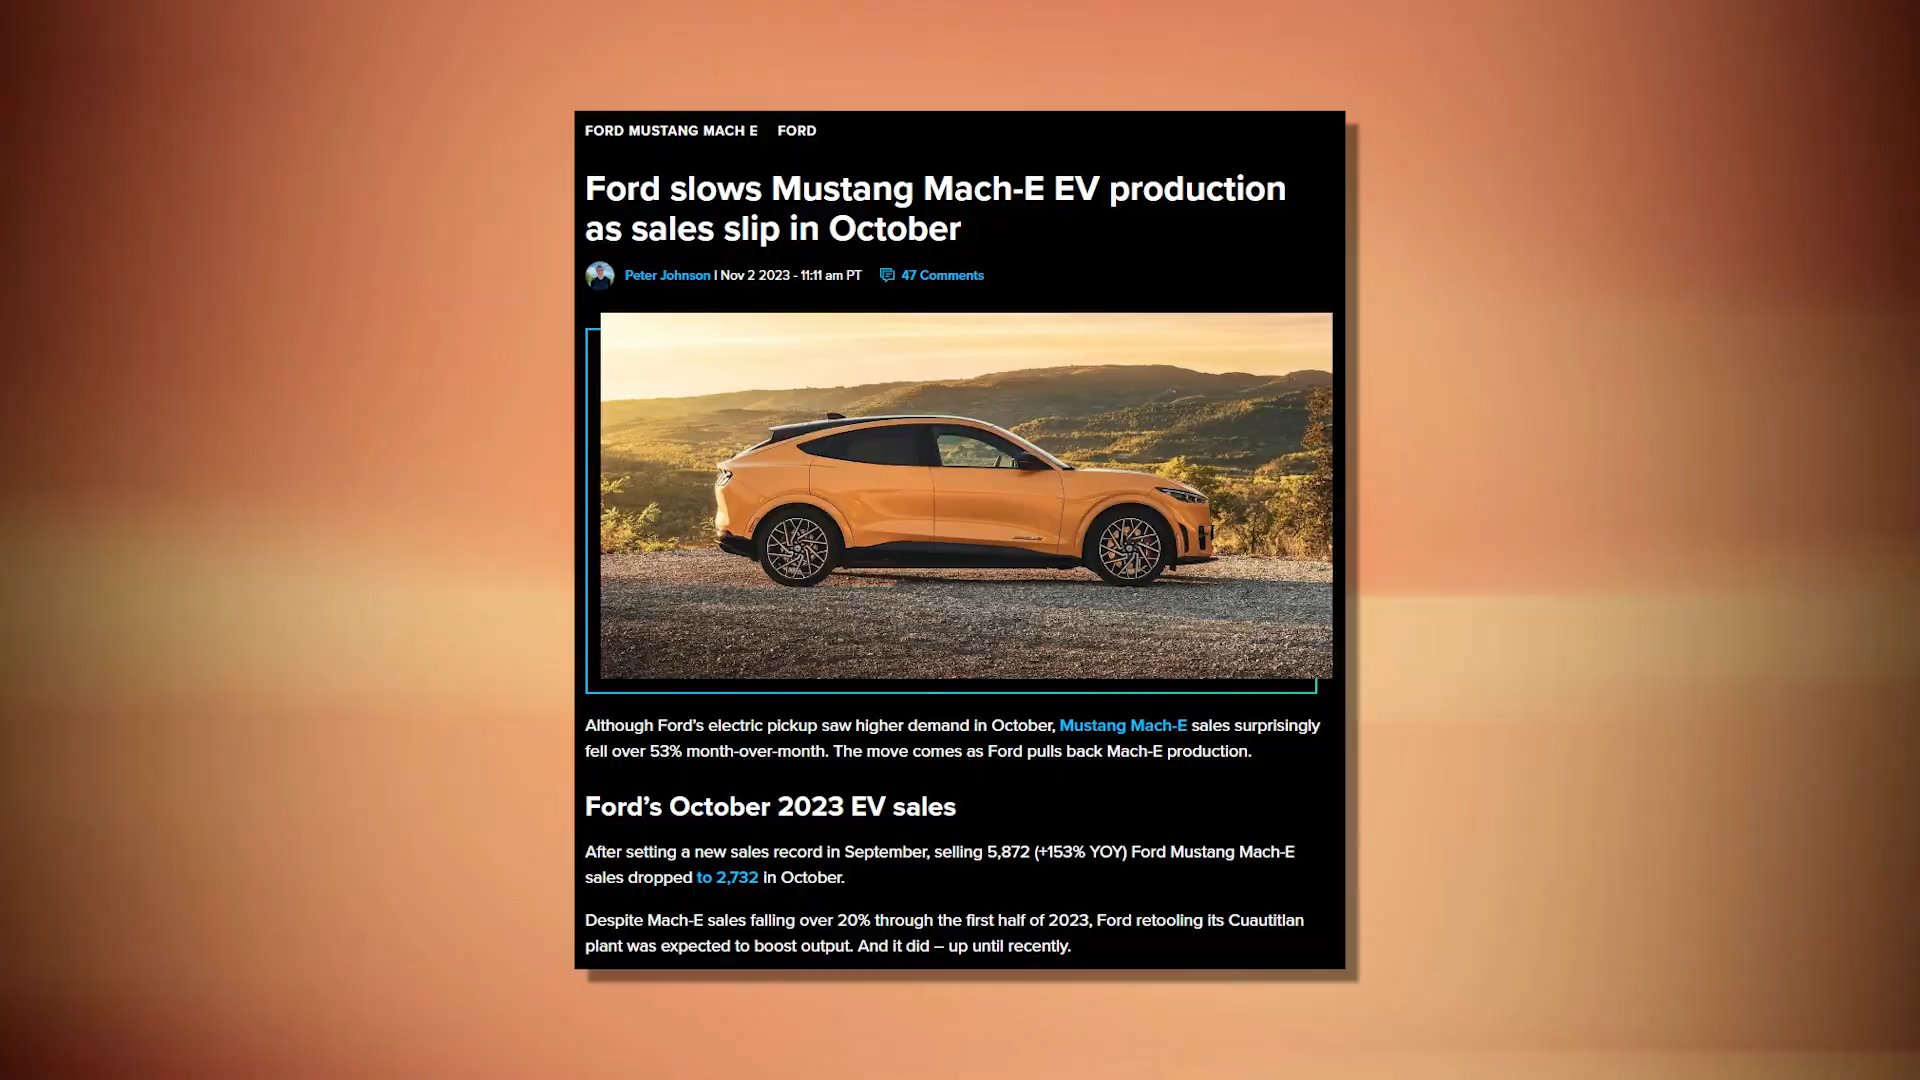 FORD MUSTANG MACH E FORD
Ford slows Mustang Mach-E EV production
as sales slip in October
Peter Johnson | Nov 2 2023 - 11:11 am PT 47 Comments
Although Ford’s electric pickup saw higher demand in October, Mustang Mach-E sales surprisingly
fell over 53% month-over-month. The move comes as Ford pulls back Mach-E production.
Ford’s October 2023 EV sales
After setting a new sales record in September, selling 5,872 (+153% YOY) Ford Mustang Mach-E
sales dropped to 2,732 in October.
Despite Mach-E sales falling over 20% through the first half of 2023, Ford retooling its Cuautitlan
plant was expected to boost output. And it did – up until recently.